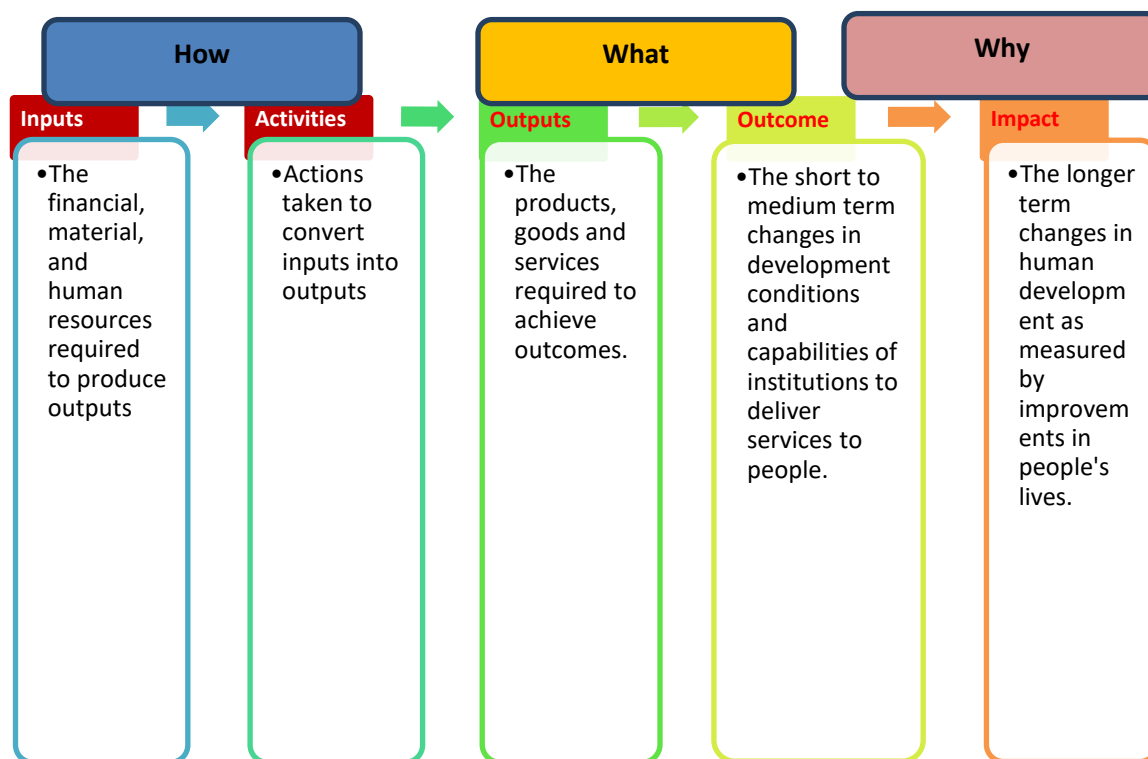 How
What
Why
Inputs
Activities
Outputs
Outcome
Impact
•The
financial,
material,
and
human
resources
required
to produce
outputs
•Actions
taken to
convert
inputs into
outputs
•The
products,
goods and
services
required to
achieve
outcomes.
•The short to
medium term
changes in
development
conditions
and
capabilities of
institutions to
deliver
services to
people.
•The longer
term
changes in
human
developm
ent as
measured
by
improvem
ents in
people's
lives.